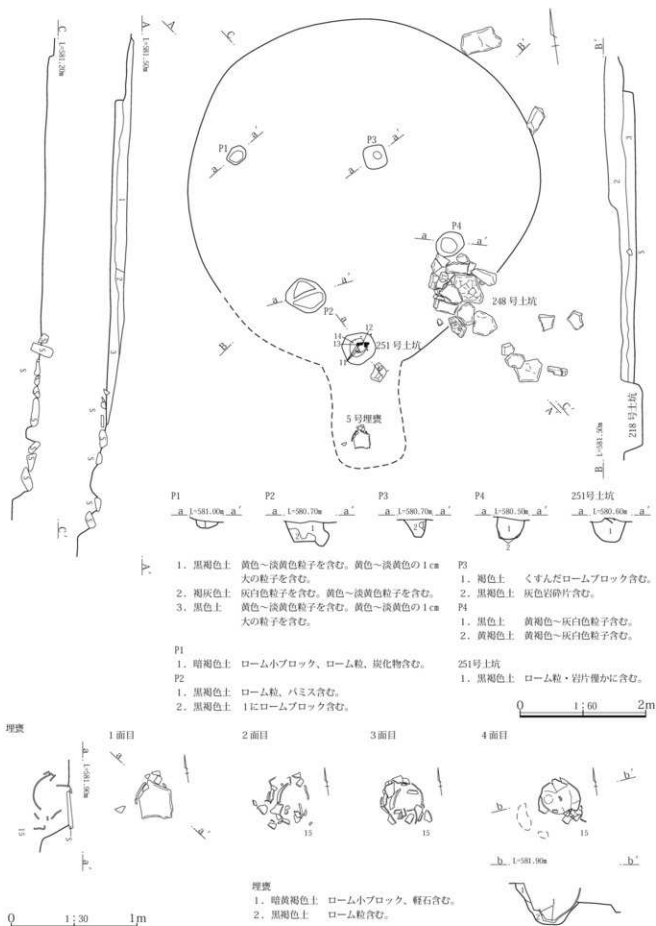 C L=581.20m
A L=581.50m
A
C
B'
B'
P1
a a'
P3
a a'
P4
a a'
248号土坑
P2
a a'
12
14
13
11
251号土坑
B
5号埋甕
A' C'
C'
A'
1
2
3
S
2
3
S
218号土坑
B L=581.50m
P1 P2 P3 P4 251号土坑
a L=581.00m a' a L=580.70m a' a L=580.70m a' a L=580.50m a' a L=580.60m a'
1. 黒褐色土 黄色~淡黄色粒子を含む。黄色~淡黄色の1cm
大の粒子を含む。
2. 褐灰色土 灰白色粒子を含む。黄色~淡黄色粒子を含む。
3. 黒色土 黄色~淡黄色粒子を含む。黄色~淡黄色の1cm
大の粒子を含む。
P1
1. 暗褐色土 ローム小ブロック、ローム粒、炭化物含む。
P2
1. 黒褐色土 ローム粒、パミス含む。
2. 黒褐色土 1にロームブロック含む。
P3
1. 褐色土 くすんだロームブロック含む。
2. 黒褐色土 灰色岩砕片含む。
P4
1. 黒色土 黄褐色~灰白色粒子含む。
2. 黄褐色土 黄褐色~灰白色粒子含む。
251号土坑
1. 黒褐色土 ローム粒・岩片僅かに含む。
0 1:60 2m
埋甕
a L=581.90m a'
15
S
1面目
a a'
2面目
15
3面目
15
4面目
b b'
15
b L=581.90m b'
1
2
埋甕
1. 暗黄褐色土 ローム小ブロック、軽石含む。
2. 黒褐色土 ローム粒含む。
0 1:30 1m